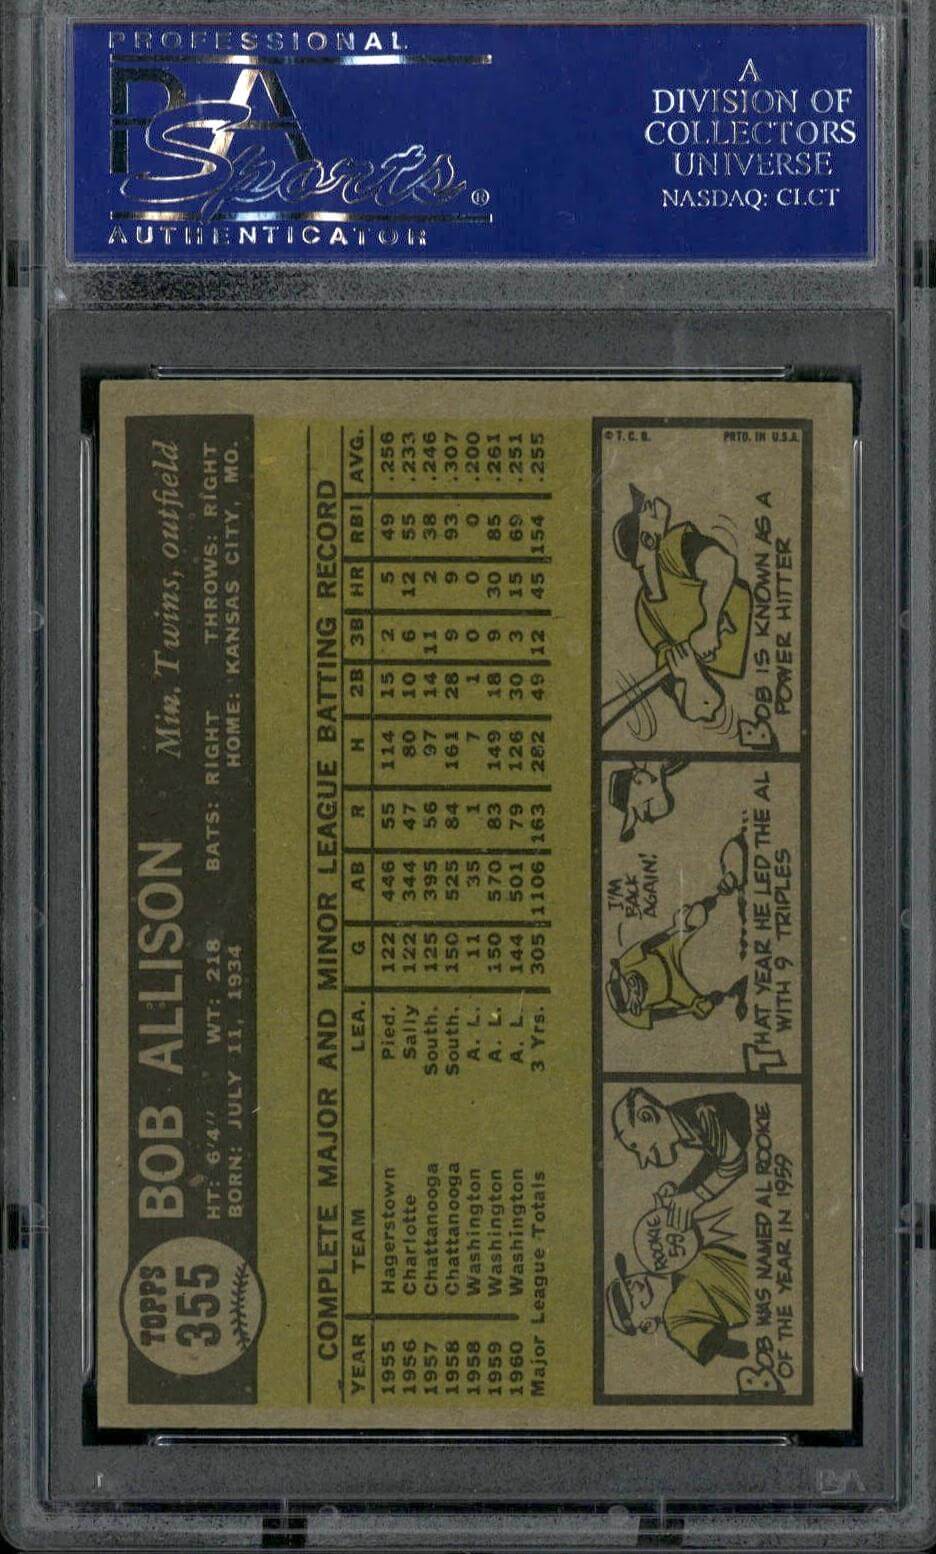 PROFESSIONAL
PSA
Sports®
AUTHENTICATOR
A
DIVISION OF
COLLECTORS
UNIVERSE
NASDAQ: CLCT
TOPPS
355
BOB ALLISON Min. Twins, outfield
HT: 6'4" WT: 218 BATS: RIGHT THROWS: RIGHT
BORN: JULY 11, 1934 HOME: KANSAS CITY, MO.
COMPLETE MAJOR AND MINOR LEAGUE BATTING RECORD
YEAR TEAM LEA. G AB R H 2B 3B HR RBI AVG.
1955 Hagerstown Pied. 122 446 55 114 15 2 5 49 .256
1956 Charlotte Sally 122 344 47 80 10 6 12 55 .233
1957 Chattanooga South. 125 395 56 97 14 11 2 38 .246
1958 Chattanooga South. 150 525 84 161 28 9 9 93 .307
1958 Washington A. L. 11 35 1 7 1 0 0 0 .200
1959 Washington A. L. 150 570 83 149 18 9 30 85 .261
1960 Washington A. L. 144 501 79 126 30 3 15 69 .251
Major League Totals 3 Yrs. 305 1106 163 282 49 12 45 154 .255
ROOKIE
59
BOB WAS NAMED AL ROOKIE
OF THE YEAR IN 1959
I'M
BACK
AGAIN!
THAT YEAR HE LED THE AL
WITH 9 TRIPLES
© T. C. G. PRTD. IN U.S.A.
BOB IS KNOWN AS A
POWER HITTER
PSA